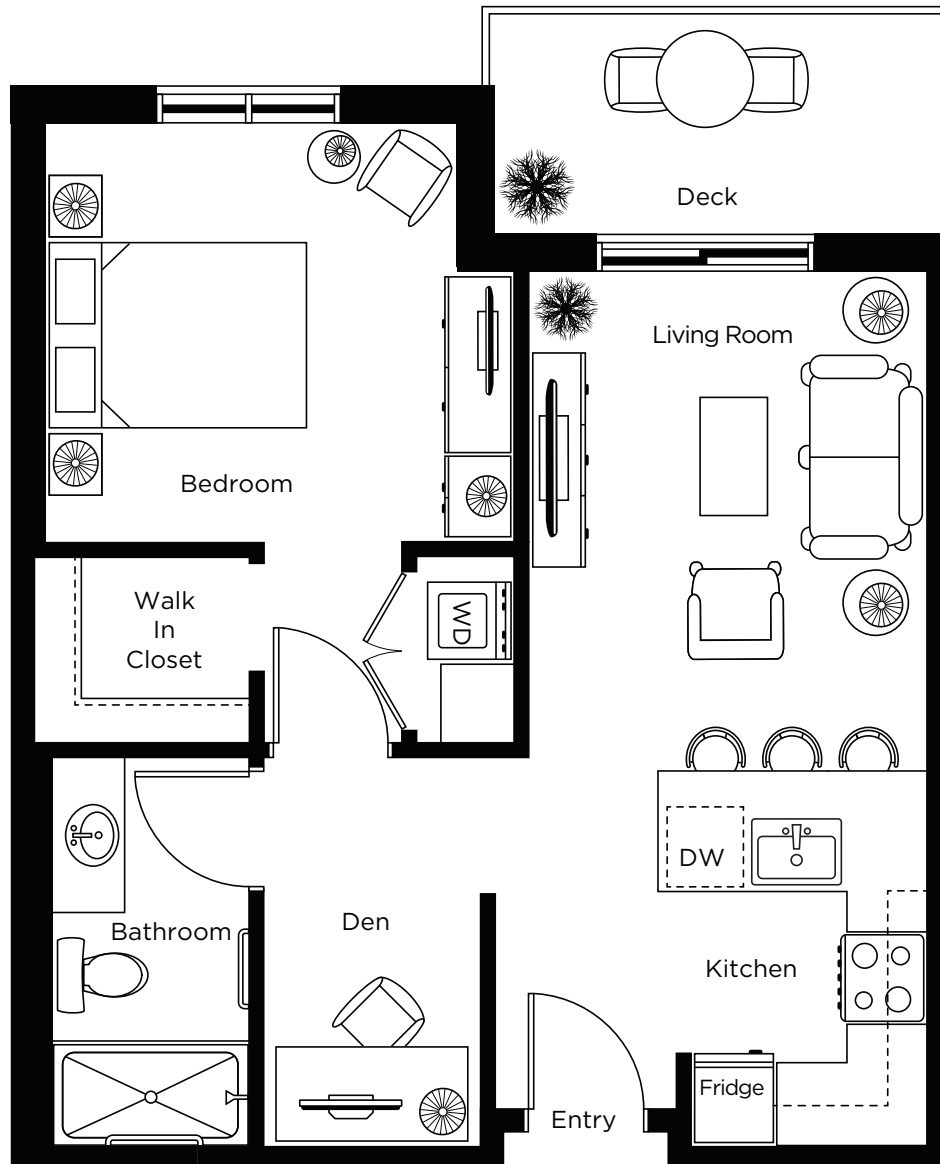 Deck
Living Room
Bedroom
Walk
In
Closet
WD
DW
Den
Bathroom
Kitchen
Fridge
Entry